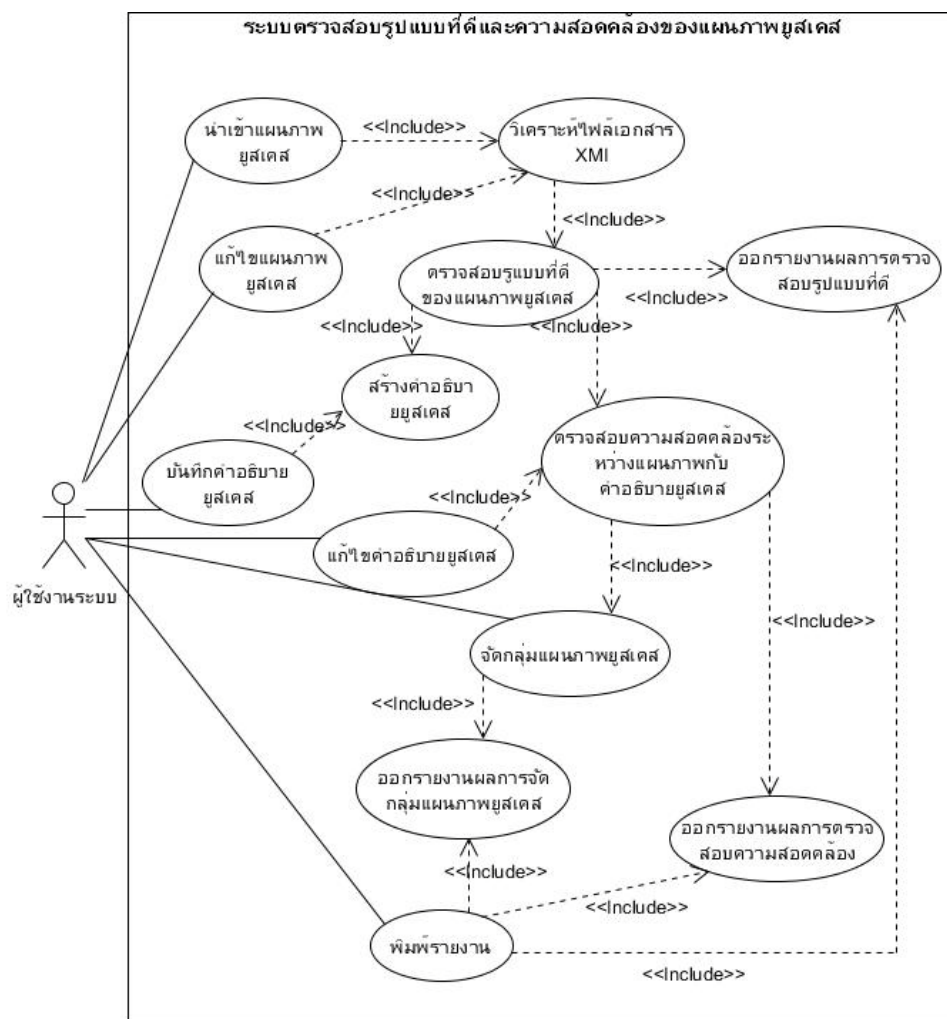 ระบบตรวจสอบรูปแบบที่ดีและความสอดคล้องของแผนภาพยูสเคส
นำเข้าแผนภาพ
ยูสเคส
<<Include>>
วิเคราะห์ไฟล์เอกสาร
XMI
<<Include>>
<<Include>>
แก้ไขแผนภาพ
ยูสเคส
ตรวจสอบรูแบบที่ดี
ของแผนภาพยูสเคส
ออกรายงานผลการตรวจ
สอบรูปแบบที่ดี
<<Include>>
<<Include>>
<<Include>>
สร้างคำอธิบา
ยยูสเคส
<<Include>>
ตรวจสอบความสอดคล้องระ
หว่างแผนภาพกับ
คำอธิบายยูสเคส
บันทึกคำอธิบาย
ยูสเคส
<<Include>>
แก้ไขคำอธิบายยูสเคส
<<Include>>
ผู้ใช้งานระบบ
<<Include>>
จัดกลุ่มแผนภาพยูสเคส
<<Include>>
ออกรายงานผลการจัด
กลุ่มแผนภาพยูสเคส
ออกรายงานผลการตรวจ
สอบความสอดคล้อง
<<Include>>
<<Include>>
พิมพ์รายงาน
<<Include>>